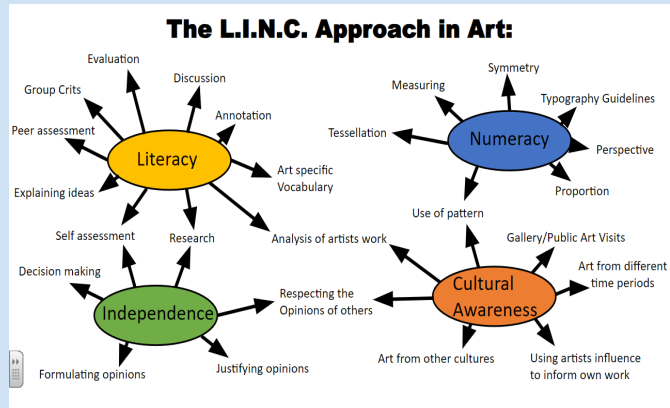 The L.I.N.C. Approach in Art:
Evaluation
Group Crits
Discussion
Peer assessment
Annotation
Literacy
Explaining ideas
Art specific
Vocabulary
Self assessment
Research
Analysis of artists work
Symmetry
Measuring
Typography Guidelines
Tessellation
Numeracy
Perspective
Proportion
Use of pattern
Decision making
Independence
Respecting the
Opinions of others
Formulating opinions
Justifying opinions
Gallery/Public Art Visits
Art from different
time periods
Cultural
Awareness
Art from other cultures
Using artists influence
to inform own work